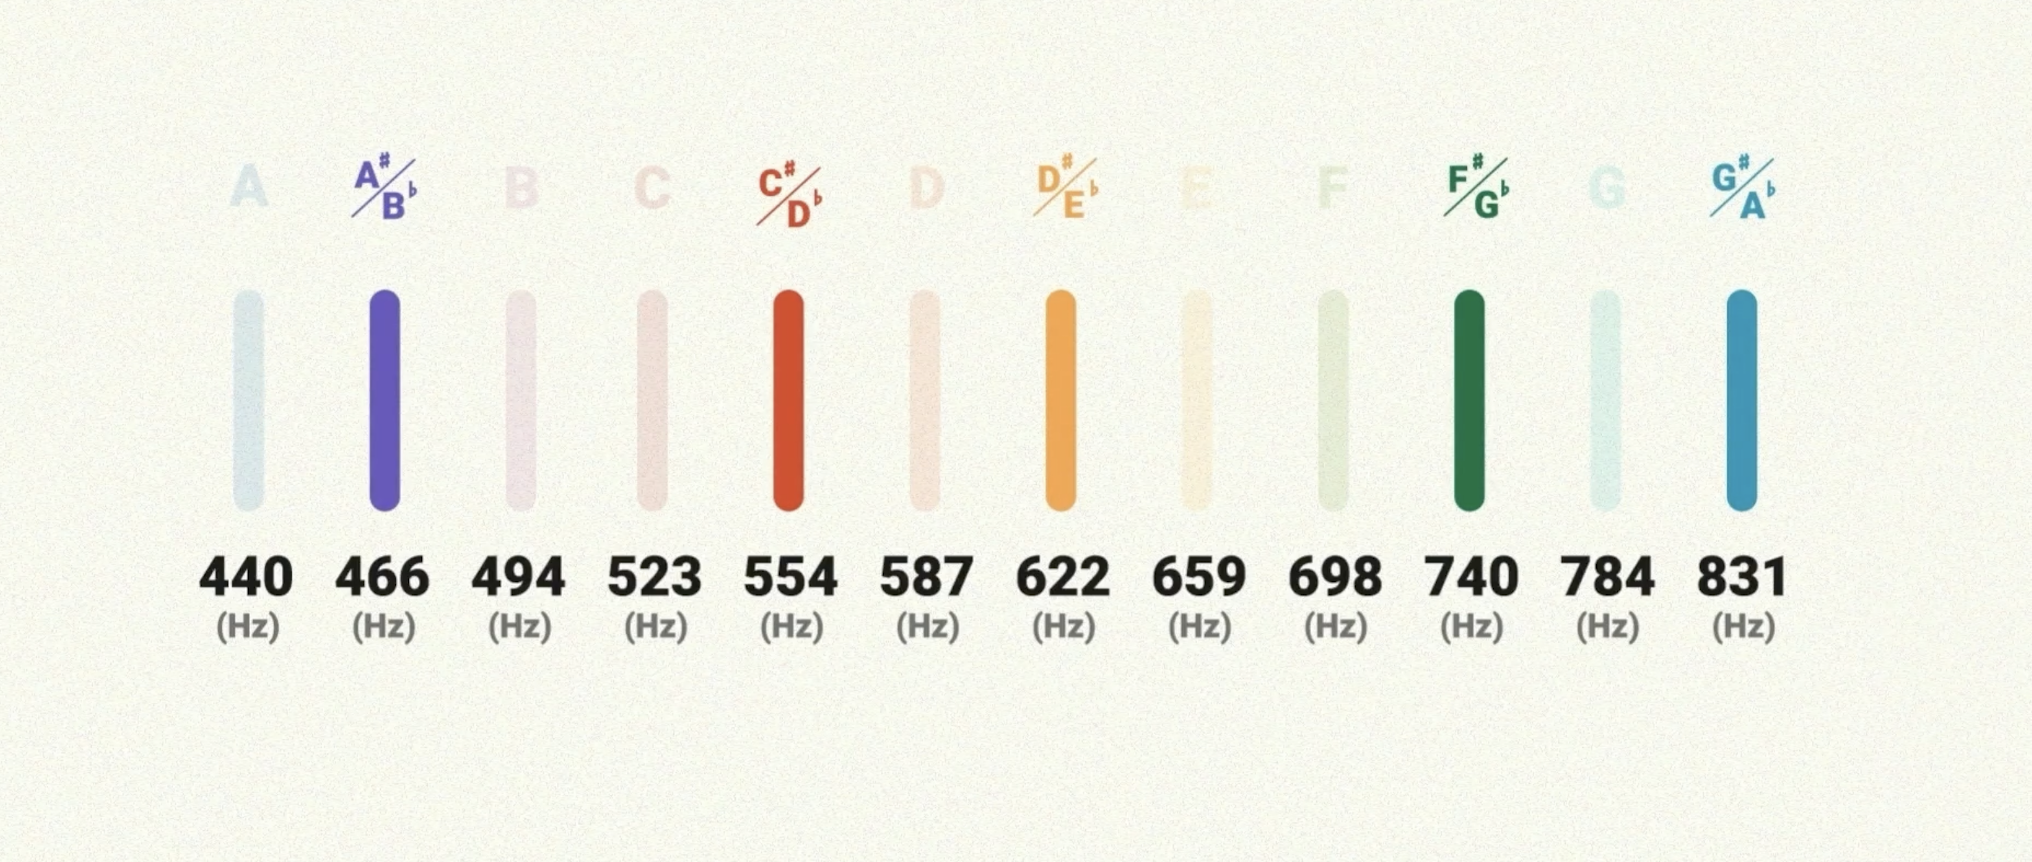 A A♯/B♭ B C C♯/D♭ D D♯/E♭ E F F♯/G♭ G G♯/A♭
440 466 494 523 554 587 622 659 698 740 784 831
(Hz) (Hz) (Hz) (Hz) (Hz) (Hz) (Hz) (Hz) (Hz) (Hz) (Hz) (Hz)